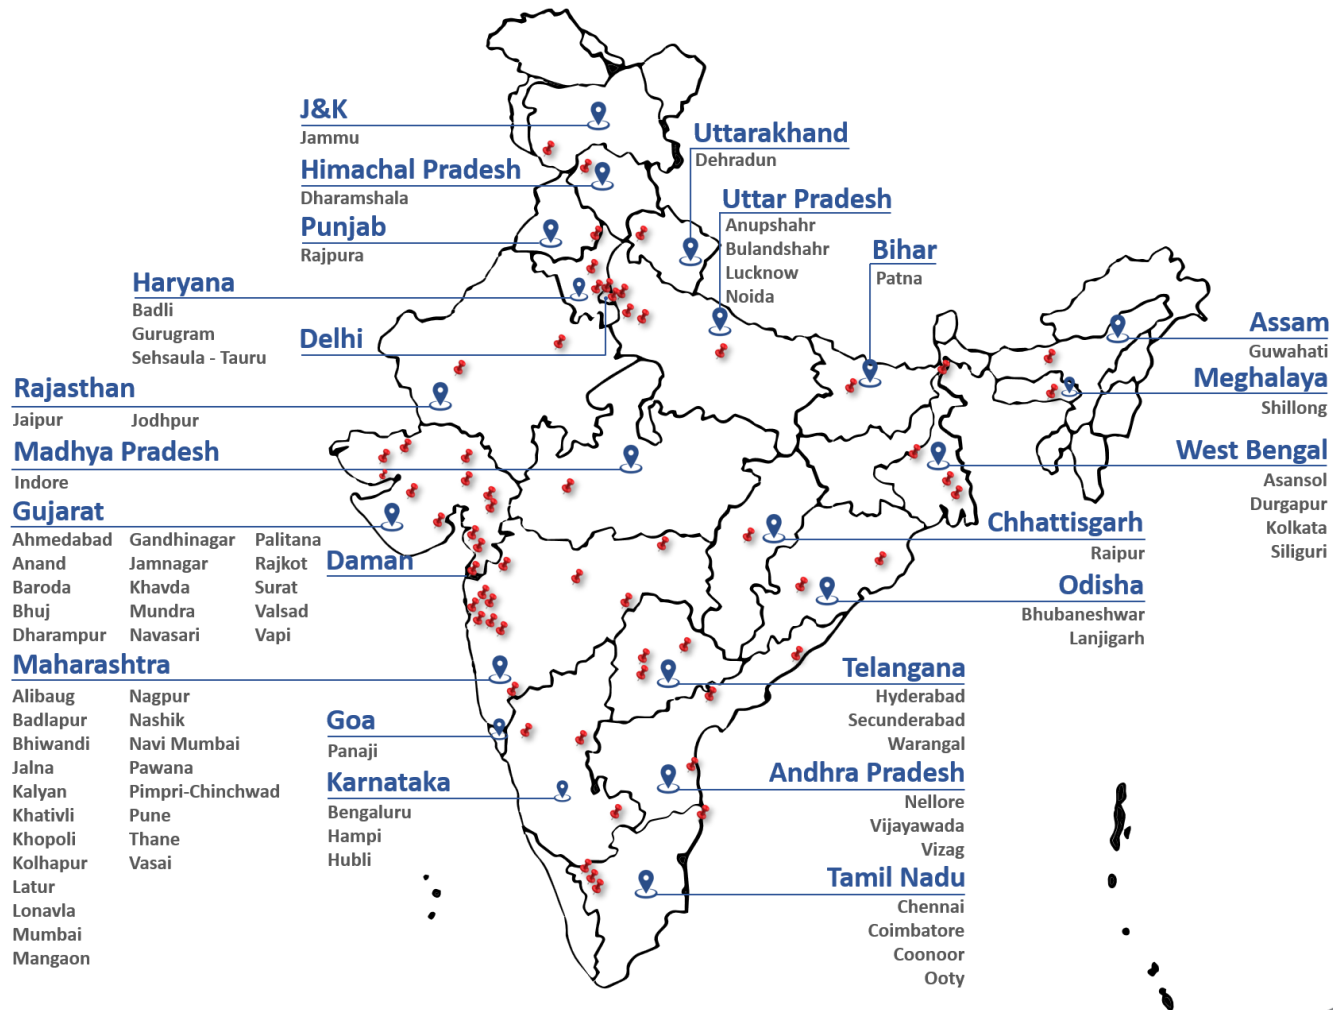 J&K
Jammu
Himachal Pradesh
Dharamshala
Punjab
Rajpura
Haryana
Badli
Gurugram
Sehsaula - Tauru
Delhi
Rajasthan
Jaipur Jodhpur
Madhya Pradesh
Indore
Gujarat
Ahmedabad Gandhinagar Palitana
Anand Jamnagar Rajkot
Baroda Khavda Surat
Bhuj Mundra Valsad
Dharampur Navasari Vapi
Daman
Maharashtra
Alibaug Nagpur
Badlapur Nashik
Bhiwandi Navi Mumbai
Jalna Pawana
Kalyan Pimpri-Chinchwad
Khativli Pune
Khopoli Thane
Kolhapur Vasai
Latur
Lonavla
Mumbai
Mangaon
Goa
Panaji
Karnataka
Bengaluru
Hampi
Hubli
Uttarakhand
Dehradun
Uttar Pradesh
Anupshahr
Bulandshahr
Lucknow
Noida
Bihar
Patna
Assam
Guwahati
Meghalaya
Shillong
West Bengal
Asansol
Durgapur
Kolkata
Siliguri
Chhattisgarh
Raipur
Odisha
Bhubaneshwar
Lanjigarh
Telangana
Hyderabad
Secunderabad
Warangal
Andhra Pradesh
Nellore
Vijayawada
Vizag
Tamil Nadu
Chennai
Coimbatore
Coonoor
Ooty